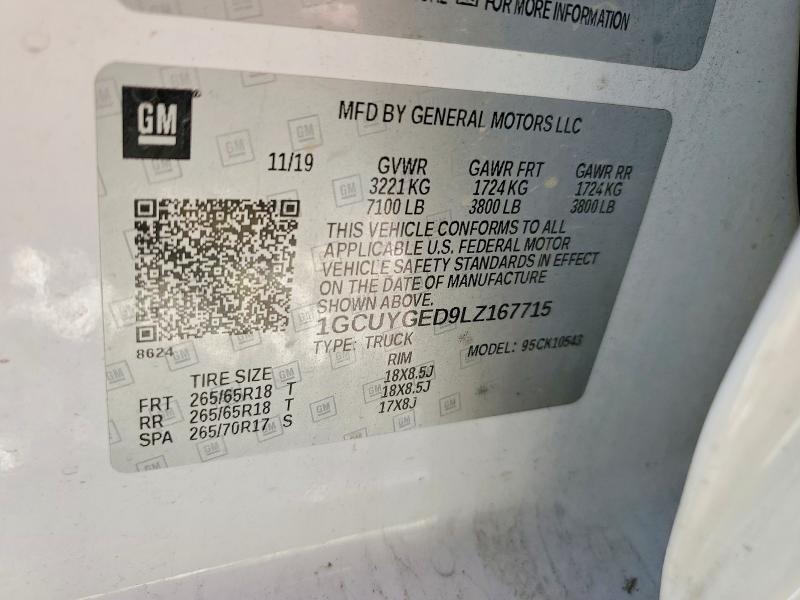 FOR MORE INFORMATION
GM
MFD BY GENERAL MOTORS LLC
11/19 GVWR GAWR FRT GAWR RR
3221 KG 1724 KG 1724 KG
7100 LB 3800 LB 3800 LB
THIS VEHICLE CONFORMS TO ALL
APPLICABLE U.S. FEDERAL MOTOR
VEHICLE SAFETY STANDARDS IN EFFECT
ON THE DATE OF MANUFACTURE
SHOWN ABOVE.
1GCUYGED9LZ167715
8624
TYPE: TRUCK MODEL: 95CK10543
TIRE SIZE RIM
FRT 265/65R18 T 18X8.5J
RR 265/65R18 T 18X8.5J
SPA 265/70R17 S 17X8J